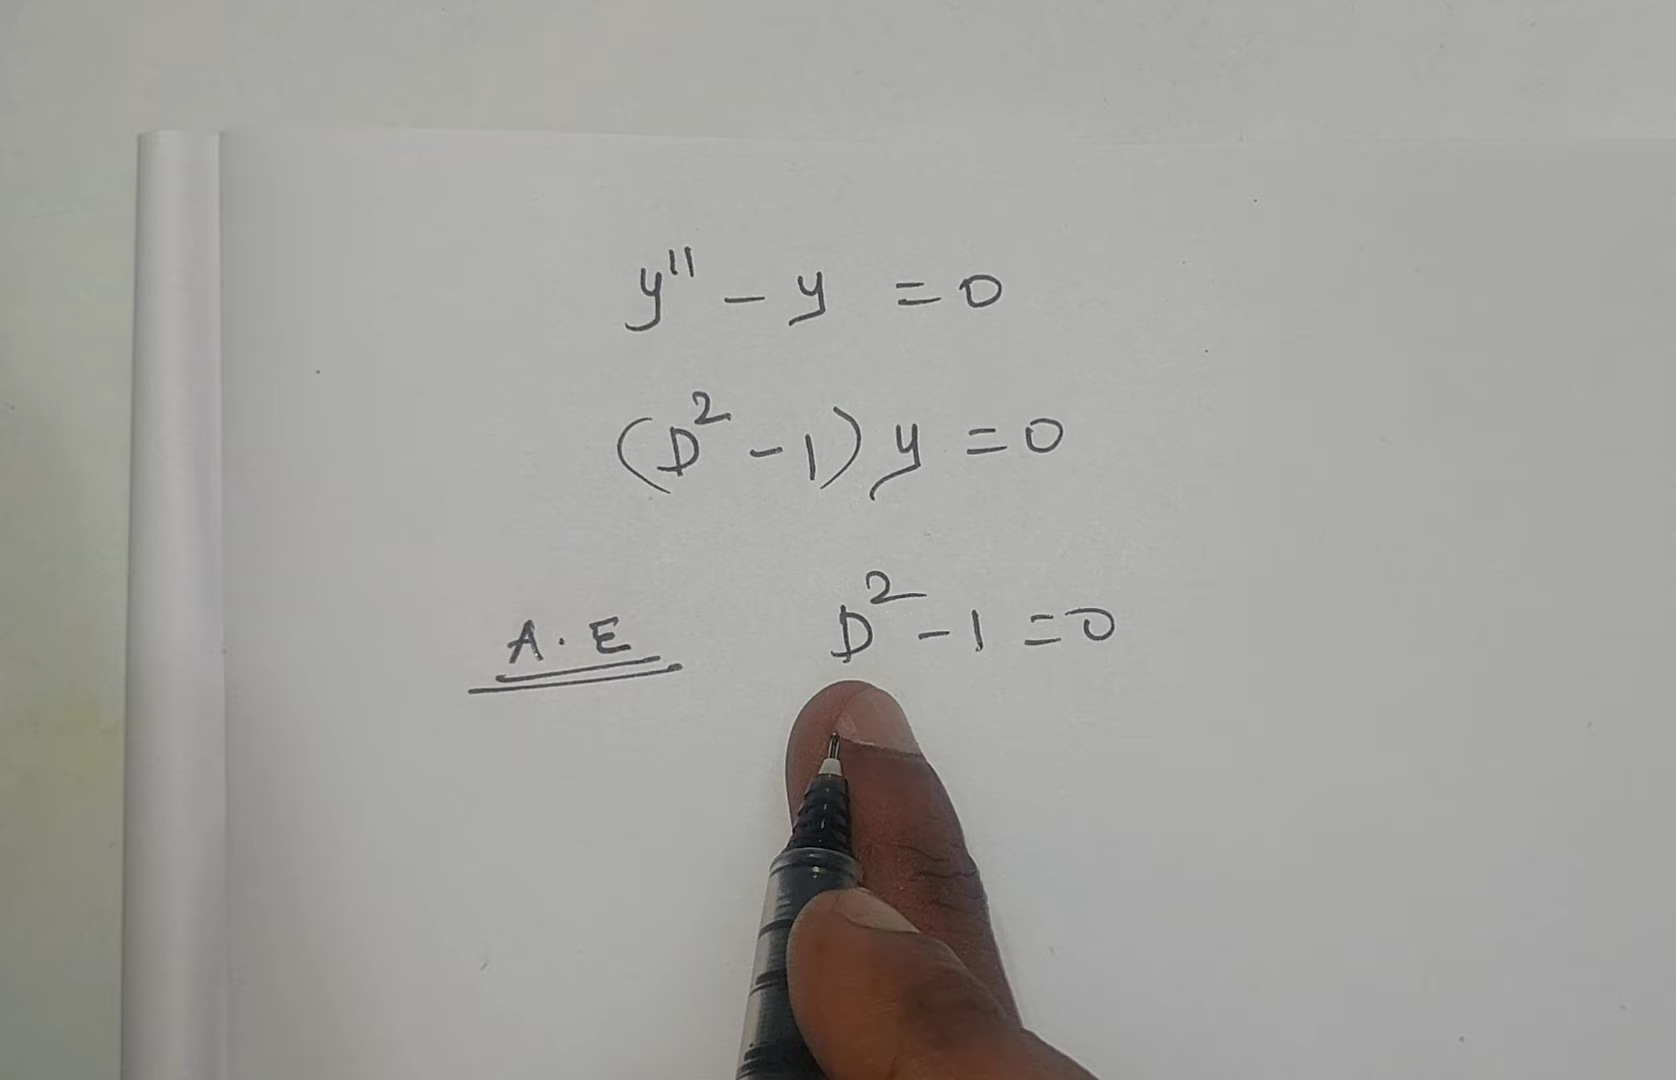 y'' - y = 0
(D² - 1) y = 0
A.E D² - 1 = 0